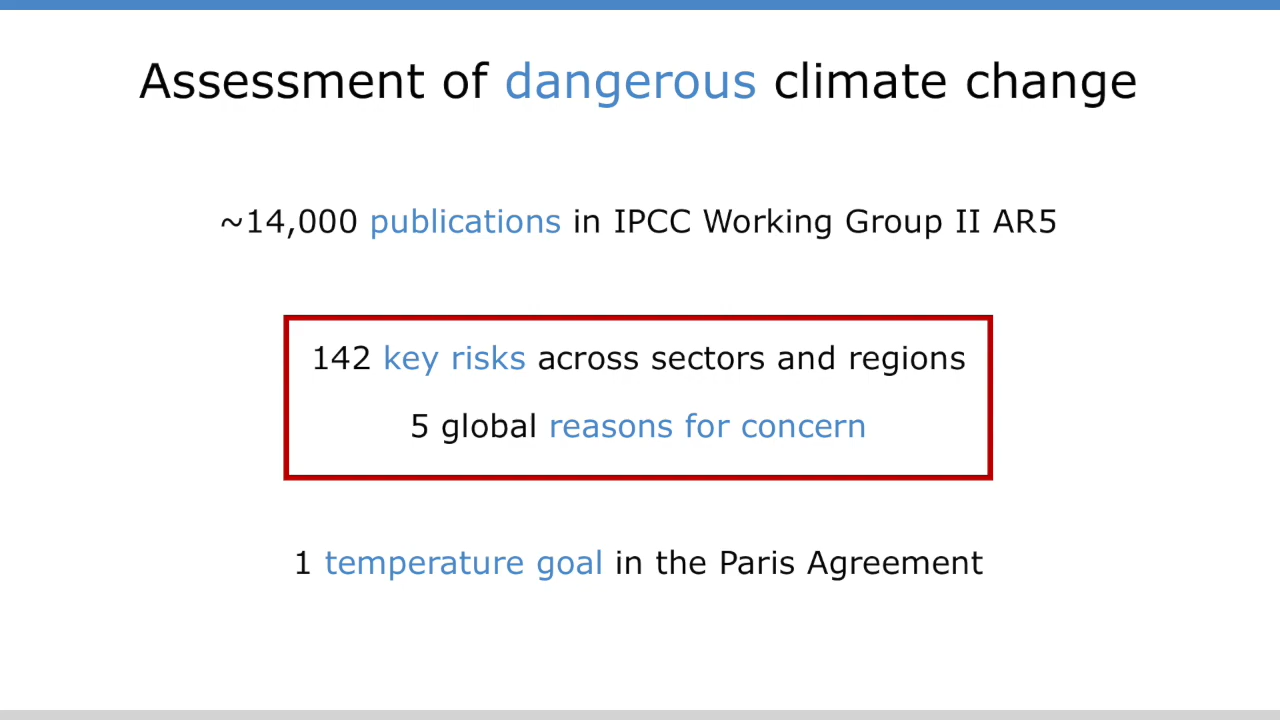 Assessment of dangerous climate change
~14,000 publications in IPCC Working Group II AR5
142 key risks across sectors and regions
5 global reasons for concern
1 temperature goal in the Paris Agreement